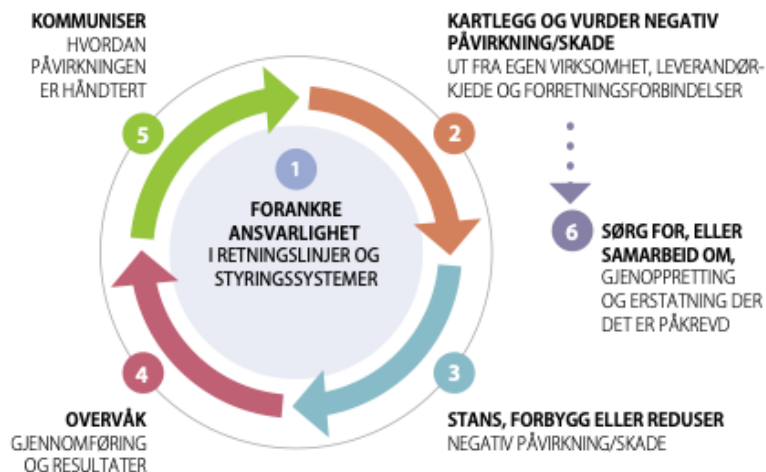 1
FORANKRE
ANSVARLIGHET
I RETNINGSLINJER OG
STYRINGSSYSTEMER
2
KARTLEGG OG VURDER NEGATIV
PÅVIRKNING/SKADE
UT FRA EGEN VIRKSOMHET, LEVERANDØR-
KJEDE OG FORRETNINGSFORBINDELSER
3
STANS, FORBYGG ELLER REDUSER
NEGATIV PÅVIRKNING/SKADE
4
OVERVÅK
GJENNOMFØRING
OG RESULTATER
5
KOMMUNISER
HVORDAN
PÅVIRKNINGEN
ER HÅNDTERT
6
SØRG FOR, ELLER
SAMARBEID OM,
GJENOPPRETTING
OG ERSTATNING DER
DET ER PÅKREVD